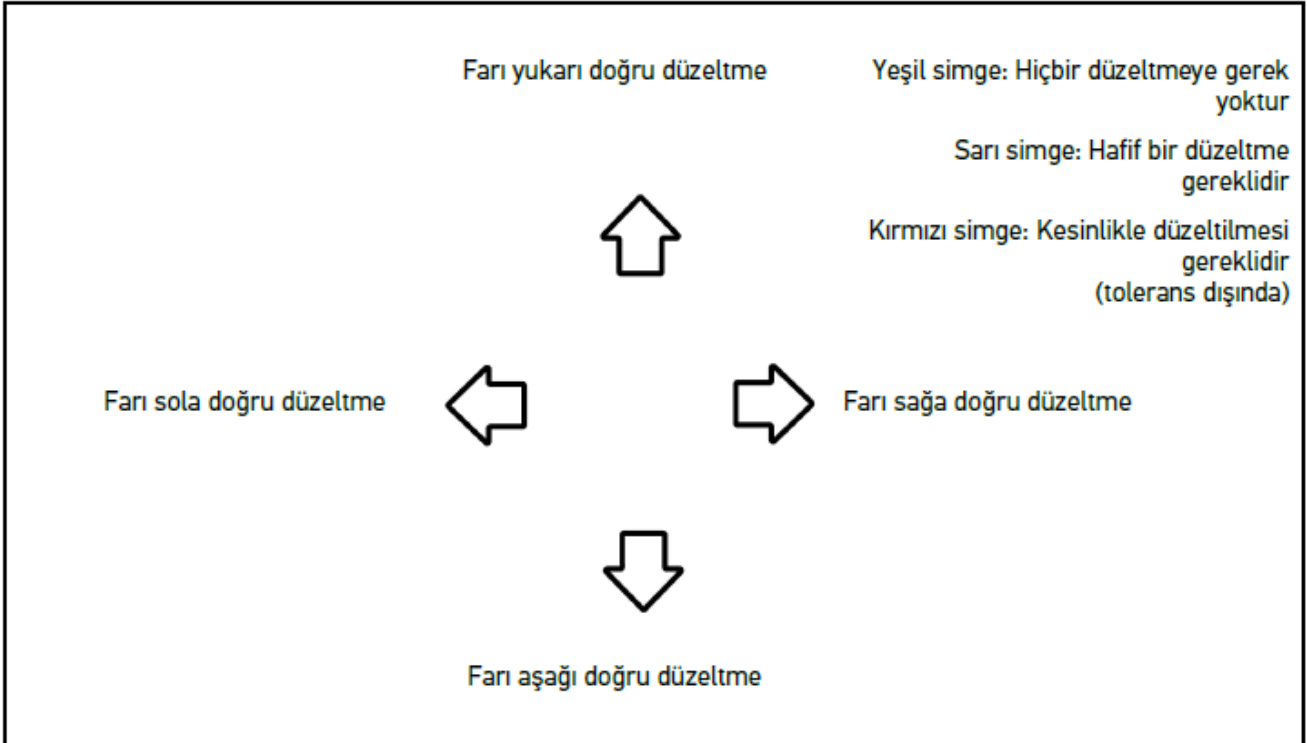 Farı yukarı doğru düzeltme
Yeşil simge: Hiçbir düzeltmeye gerek
yoktur
Sarı simge: Hafif bir düzeltme
gereklidir
Kırmızı simge: Kesinlikle düzeltilmesi
gereklidir
(tolerans dışında)
Farı sola doğru düzeltme
Farı sağa doğru düzeltme
Farı aşağı doğru düzeltme